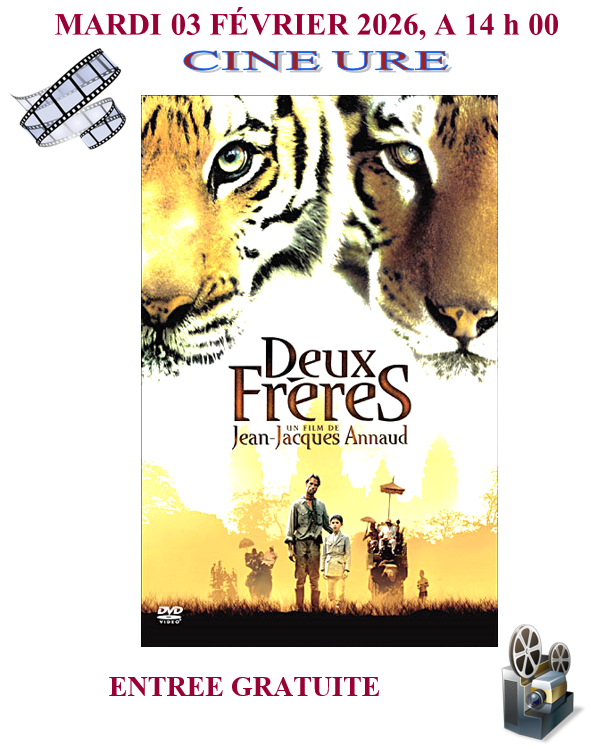 MARDI 03 FÉVRIER 2026, A 14 h 00
CINE URE
Deux
Frères
UN FILM DE
Jean-Jacques Annaud
DVD
VIDEO
ENTREE GRATUITE